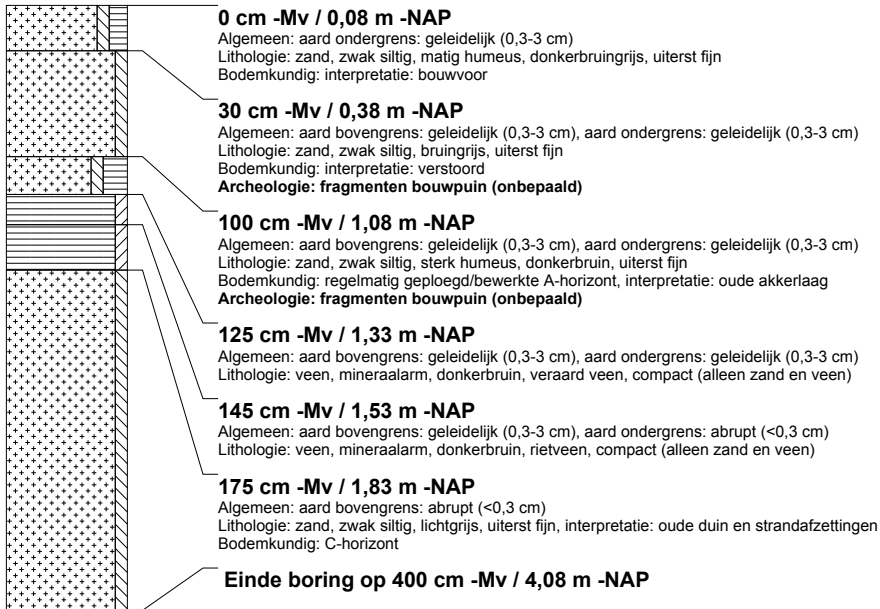 0 cm -Mv / 0,08 m -NAP
Algemeen: aard ondergrens: geleidelijk (0,3-3 cm)
Lithologie: zand, zwak siltig, matig humeus, donkerbruingrijs, uiterst fijn
Bodemkundig: interpretatie: bouwvoor
30 cm -Mv / 0,38 m -NAP
Algemeen: aard bovengrens: geleidelijk (0,3-3 cm), aard ondergrens: geleidelijk (0,3-3 cm)
Lithologie: zand, zwak siltig, bruingrijs, uiterst fijn
Bodemkundig: interpretatie: verstoord
Archeologie: fragmenten bouwpuin (onbepaald)
100 cm -Mv / 1,08 m -NAP
Algemeen: aard bovengrens: geleidelijk (0,3-3 cm), aard ondergrens: geleidelijk (0,3-3 cm)
Lithologie: zand, zwak siltig, sterk humeus, donkerbruin, uiterst fijn
Bodemkundig: regelmatig geploegd/bewerkte A-horizont, interpretatie: oude akkerlaag
Archeologie: fragmenten bouwpuin (onbepaald)
125 cm -Mv / 1,33 m -NAP
Algemeen: aard bovengrens: geleidelijk (0,3-3 cm), aard ondergrens: geleidelijk (0,3-3 cm)
Lithologie: veen, mineraalarm, donkerbruin, veraard veen, compact (alleen zand en veen)
145 cm -Mv / 1,53 m -NAP
Algemeen: aard bovengrens: geleidelijk (0,3-3 cm), aard ondergrens: abrupt (<0,3 cm)
Lithologie: veen, mineraalarm, donkerbruin, rietveen, compact (alleen zand en veen)
175 cm -Mv / 1,83 m -NAP
Algemeen: aard bovengrens: abrupt (<0,3 cm)
Lithologie: zand, zwak siltig, lichtgrijs, uiterst fijn, interpretatie: oude duin en strandafzettingen
Bodemkundig: C-horizont
Einde boring op 400 cm -Mv / 4,08 m -NAP